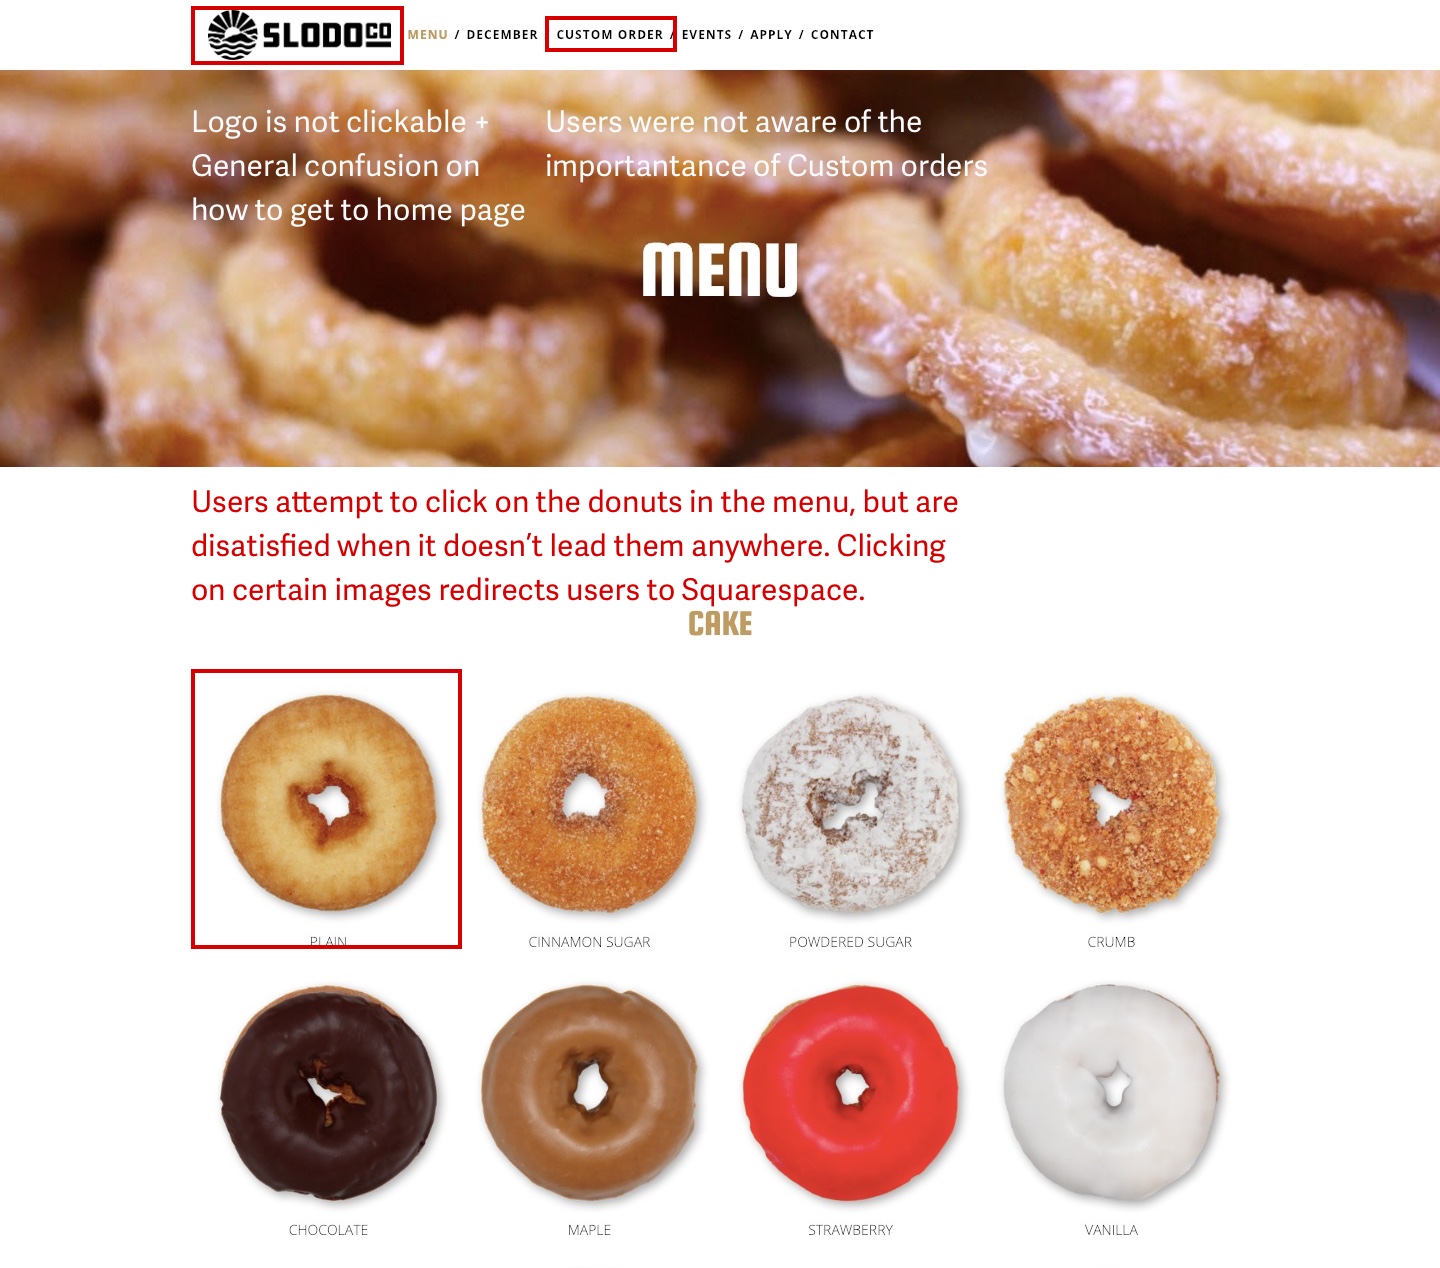 SLODOCO MENU / DECEMBER CUSTOM ORDER / EVENTS / APPLY / CONTACT
Logo is not clickable +
General confusion on
how to get to home page
Users were not aware of the
importantance of Custom orders
MENU
Users attempt to click on the donuts in the menu, but are
disatisfied when it doesn’t lead them anywhere. Clicking
on certain images redirects users to Squarespace.
CAKE
PLAIN CINNAMON SUGAR POWDERED SUGAR CRUMB
CHOCOLATE MAPLE STRAWBERRY VANILLA